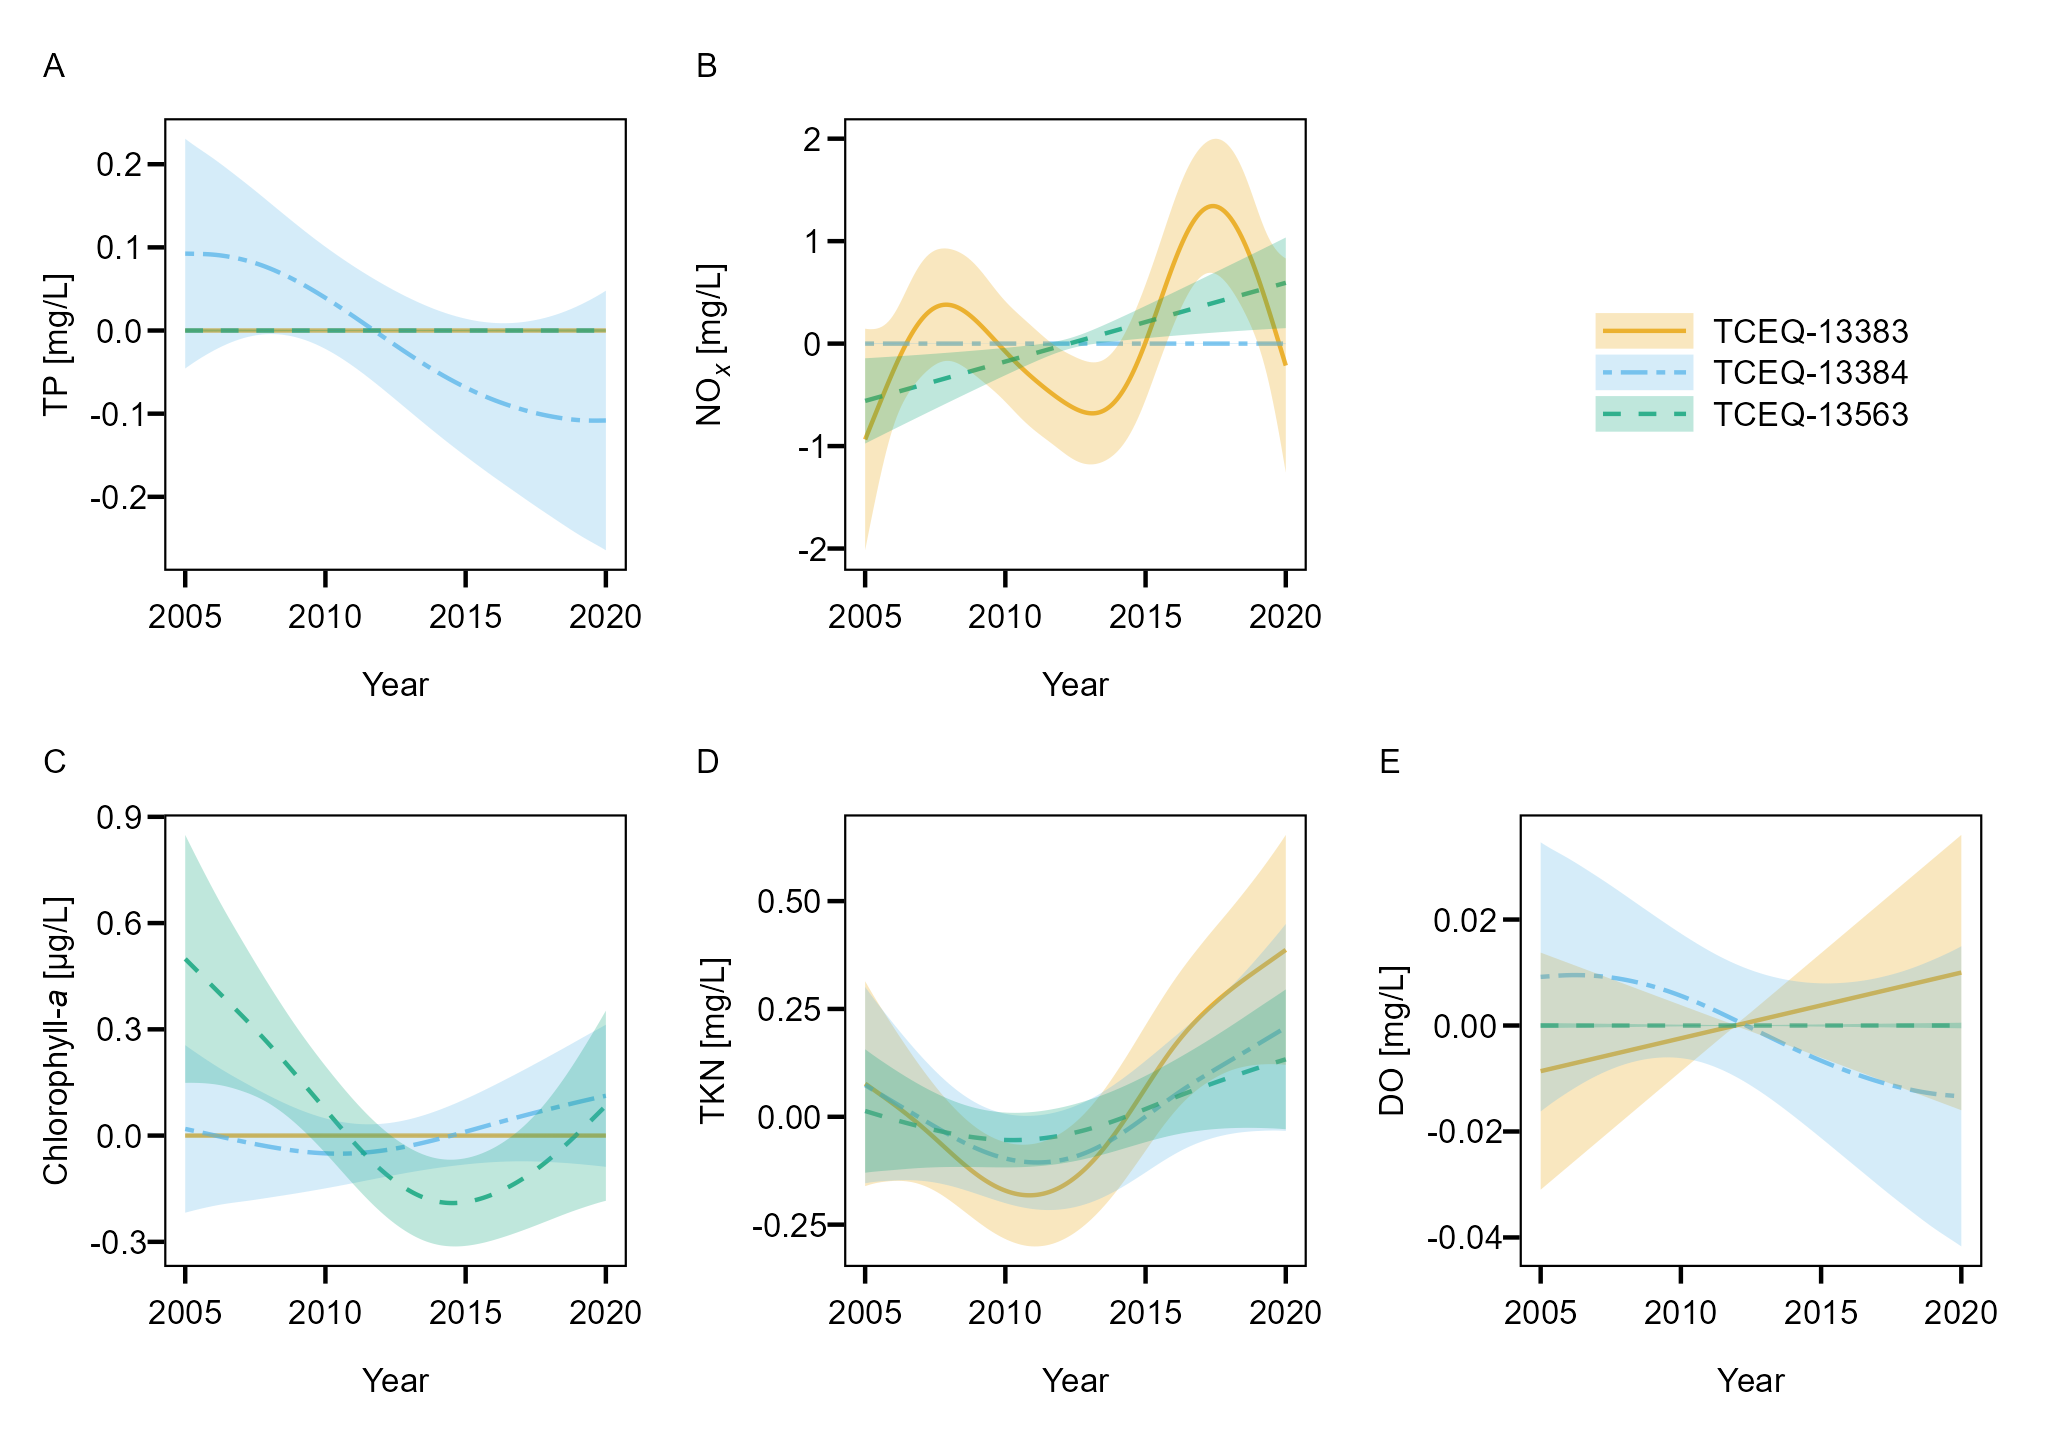 A
B
0.2
0.1
0.0
-0.1
-0.2
TP [mg/L]
2005 2010 2015 2020
Year
2
1
0
-1
-2
NOx [mg/L]
2005 2010 2015 2020
Year
TCEQ-13383
TCEQ-13384
TCEQ-13563
C
D
E
0.9
0.6
0.3
0.0
-0.3
Chlorophyll-a [µg/L]
2005 2010 2015 2020
Year
0.50
0.25
0.00
-0.25
TKN [mg/L]
2005 2010 2015 2020
Year
0.02
0.00
-0.02
-0.04
DO [mg/L]
2005 2010 2015 2020
Year